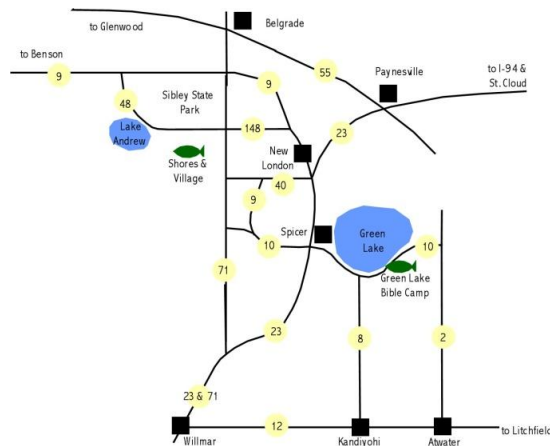 to Glenwood
Belgrade
to Benson
9
55
Paynesville
to I-94 &
St. Cloud
9
48
Sibley State
Park
Lake
Andrew
148
23
Shores &
Village
New
London
40
9
Spicer
Green
Lake
10
10
71
Green Lake
Bible Camp
23
8
2
23 & 71
12
Willmar
Kandiyohi
Atwater
to Litchfield